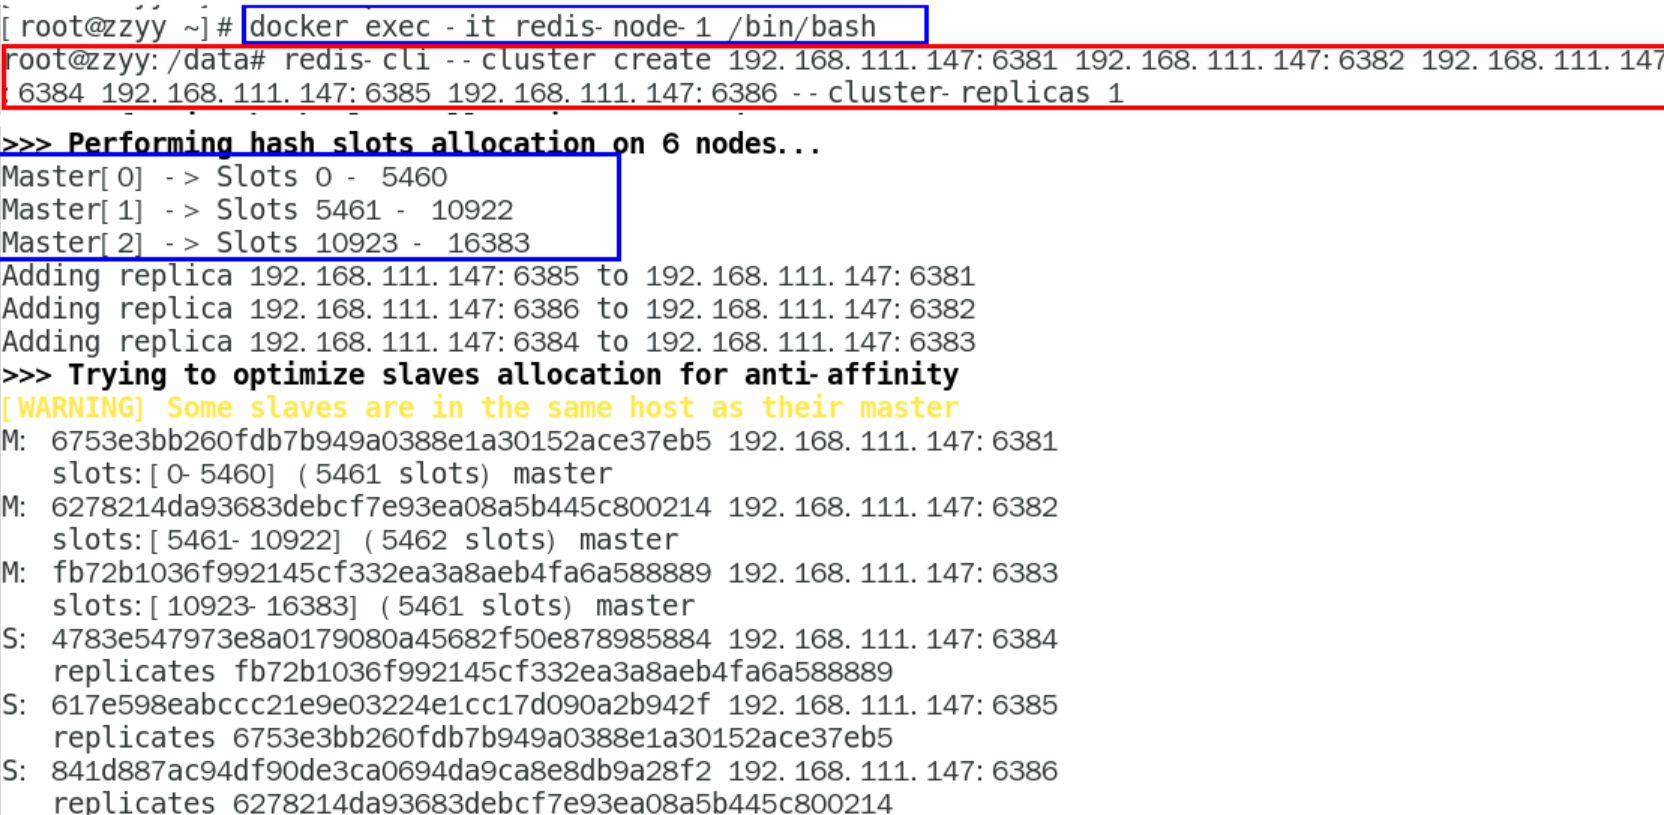 [root@zzyy ~]# docker exec -it redis-node-1 /bin/bash
root@zzyy:/data# redis-cli --cluster create 192.168.111.147:6381 192.168.111.147:6382 192.168.111.147
:6384 192.168.111.147:6385 192.168.111.147:6386 --cluster-replicas 1
>>> Performing hash slots allocation on 6 nodes...
Master[0] -> Slots 0 - 5460
Master[1] -> Slots 5461 - 10922
Master[2] -> Slots 10923 - 16383
Adding replica 192.168.111.147:6385 to 192.168.111.147:6381
Adding replica 192.168.111.147:6386 to 192.168.111.147:6382
Adding replica 192.168.111.147:6384 to 192.168.111.147:6383
>>> Trying to optimize slaves allocation for anti-affinity
[WARNING] Some slaves are in the same host as their master
M: 6753e3bb260fdb7b949a0388e1a30152ace37eb5 192.168.111.147:6381
slots:[0-5460] (5461 slots) master
M: 6278214da93683debcf7e93ea08a5b445c800214 192.168.111.147:6382
slots:[5461-10922] (5462 slots) master
M: fb72b1036f992145cf332ea3a8aeb4fa6a588889 192.168.111.147:6383
slots:[10923-16383] (5461 slots) master
S: 4783e547973e8a0179080a45682f50e878985884 192.168.111.147:6384
replicates fb72b1036f992145cf332ea3a8aeb4fa6a588889
S: 617e598eabccc21e9e03224e1cc17d090a2b942f 192.168.111.147:6385
replicates 6753e3bb260fdb7b949a0388e1a30152ace37eb5
S: 841d887ac94df90de3ca0694da9ca8e8db9a28f2 192.168.111.147:6386
replicates 6278214da93683debcf7e93ea08a5b445c800214